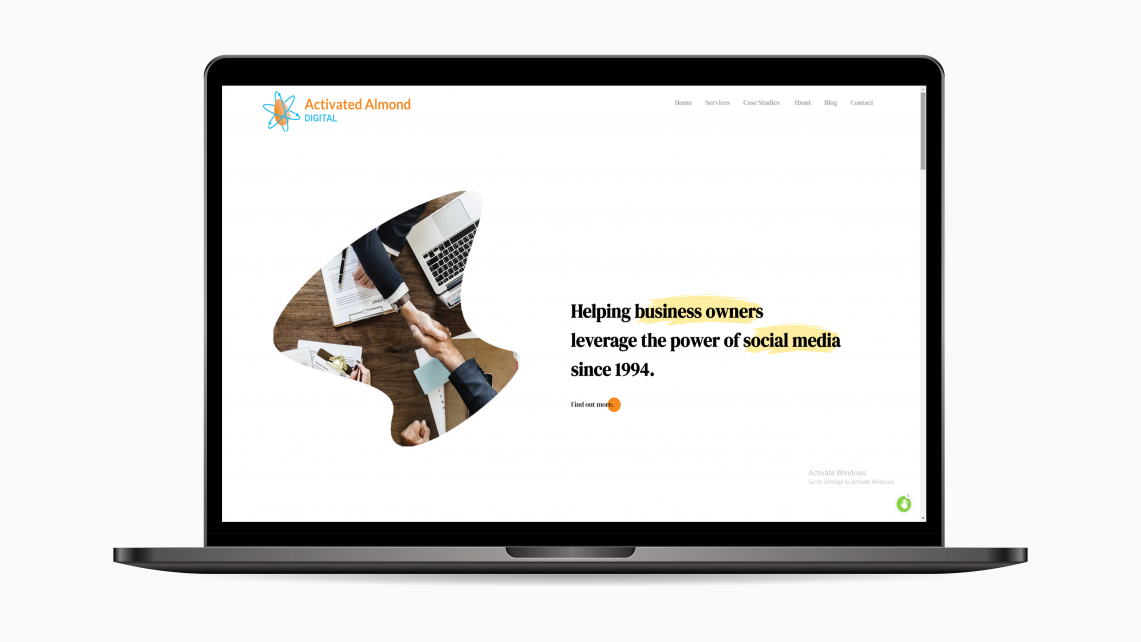 Activated Almond
DIGITAL
Home Services Case Studies About Blog Contact
Helping business owners
leverage the power of social media
since 1994.
Find out more.
Activate Windows
Go to Settings to activate Windows.